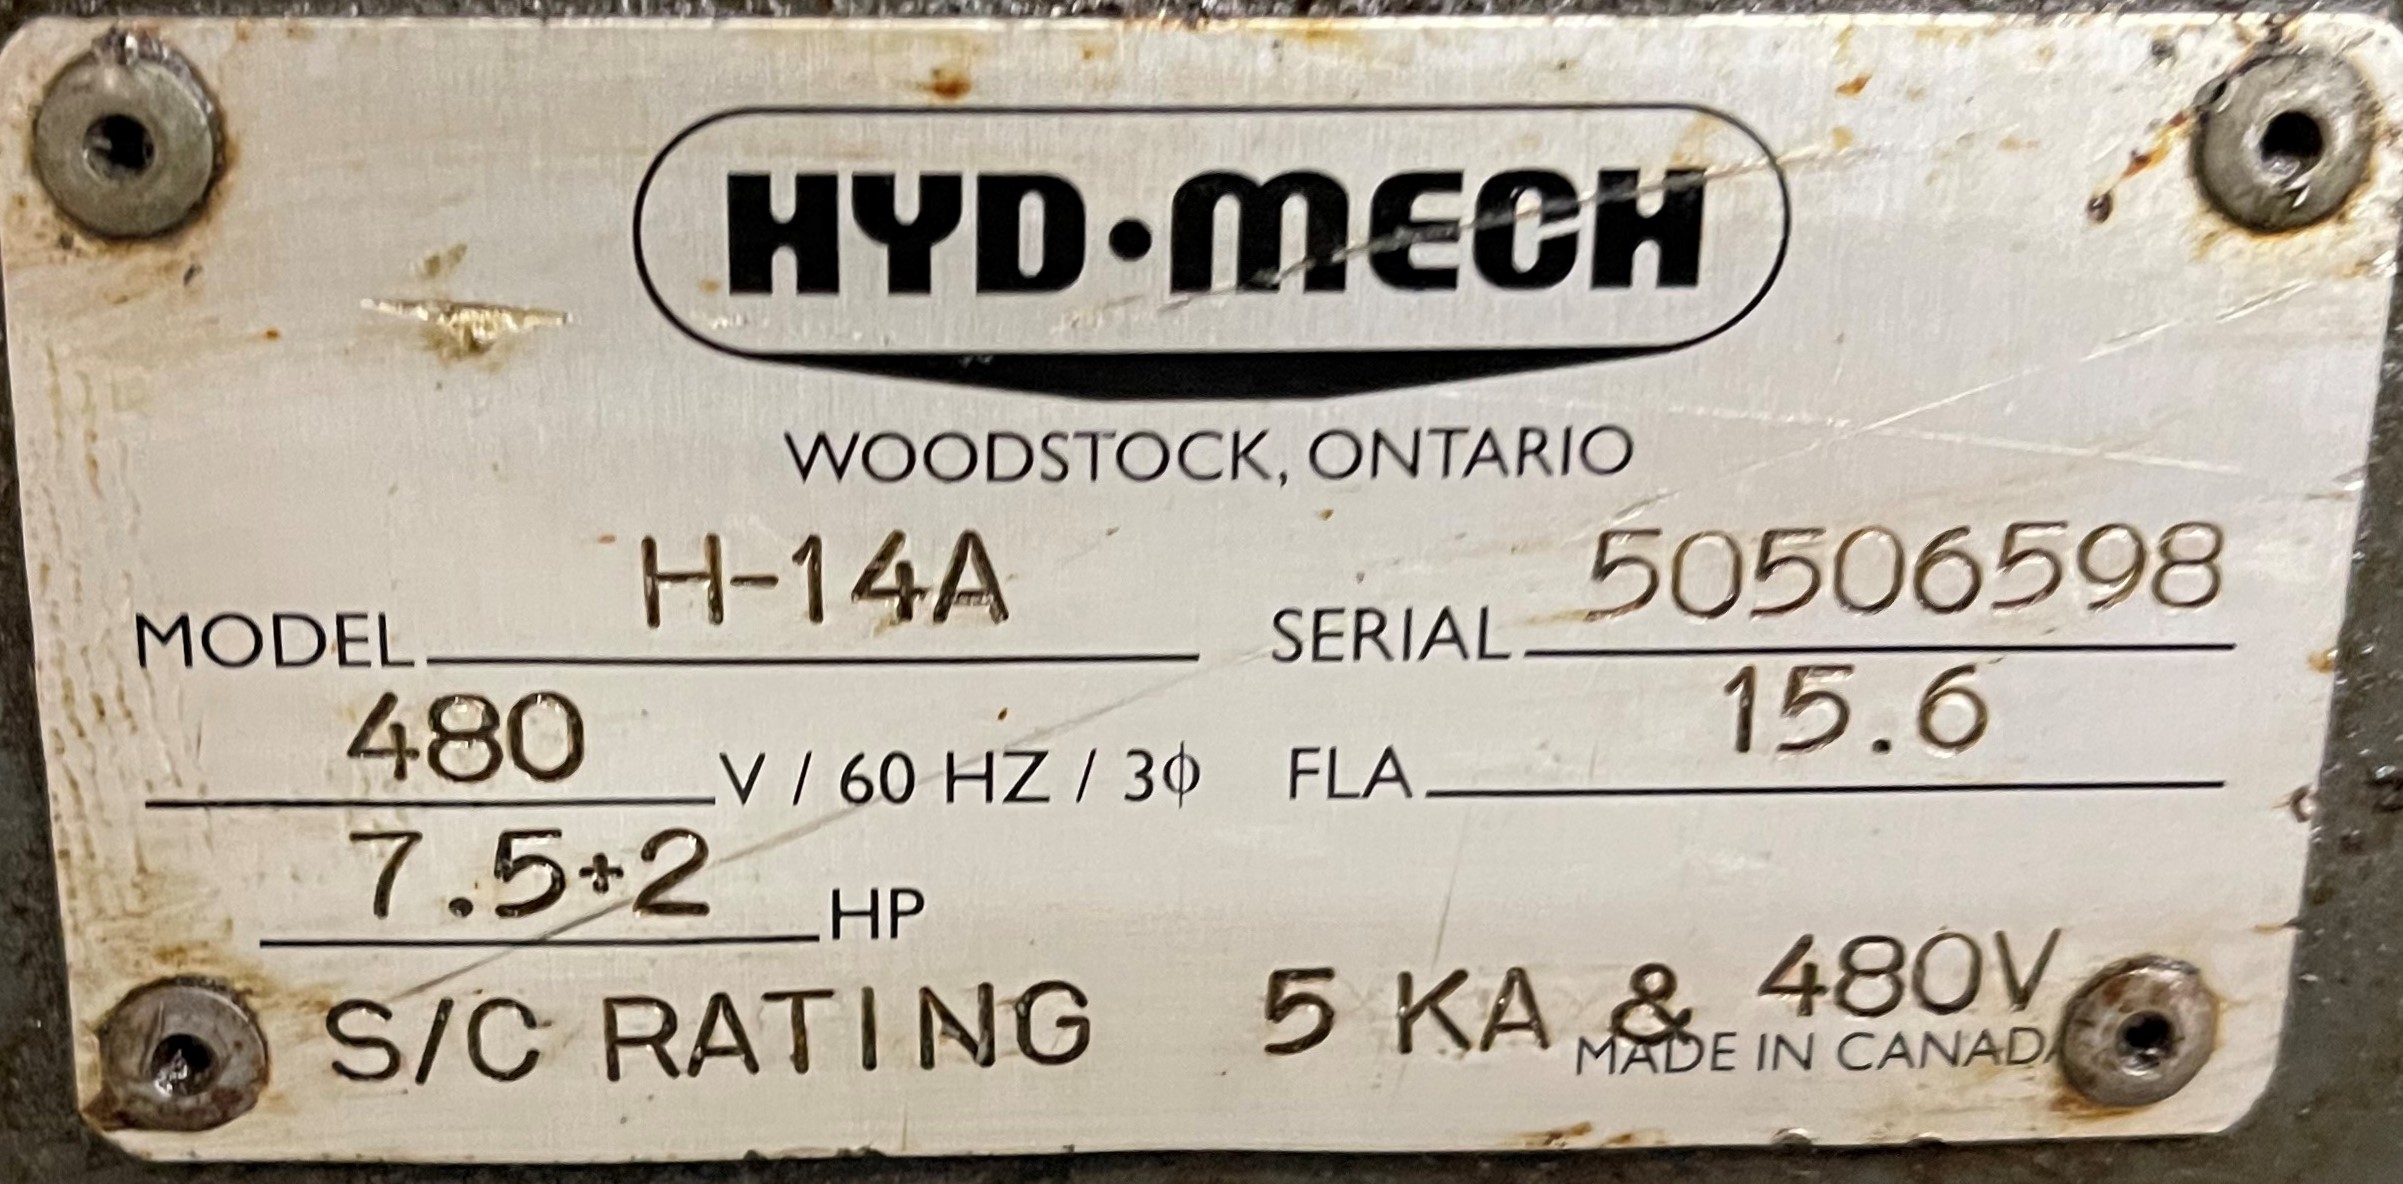 HYD·MECH
WOODSTOCK, ONTARIO
MODEL H-14A SERIAL 50506598
480 V / 60 HZ / 3ϕ FLA 15.6
7.5+2 HP
S/C RATING 5 KA & 480V
MADE IN CANADA